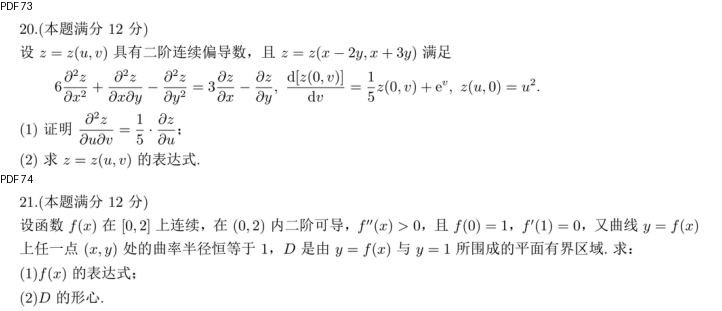 PDF 73
20.(本题满分 12 分)
设 z = z(u, v) 具有二阶连续偏导数，且 z = z(x − 2y, x + 3y) 满足
6 ∂²z/∂x² + ∂²z/∂x∂y − ∂²z/∂y² = 3 ∂z/∂x − ∂z/∂y, d[z(0, v)]/dv = 1/5 z(0, v) + eᵛ, z(u, 0) = u².
(1) 证明 ∂²z/∂u∂v = 1/5 · ∂z/∂u；
(2) 求 z = z(u, v) 的表达式.
PDF 74
21.(本题满分 12 分)
设函数 f(x) 在 [0, 2] 上连续，在 (0, 2) 内二阶可导，f″(x) > 0，且 f(0) = 1，f′(1) = 0，又曲线 y = f(x)
上任一点 (x, y) 处的曲率半径恒等于 1，D 是由 y = f(x) 与 y = 1 所围成的平面有界区域. 求：
(1)f(x) 的表达式；
(2)D 的形心.